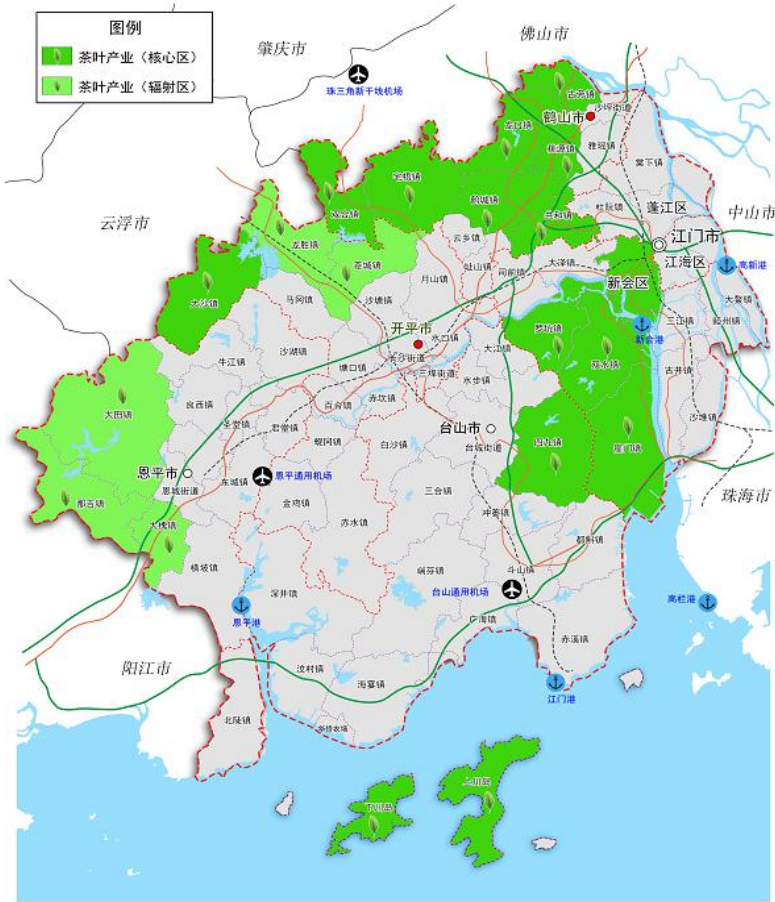 图例
茶叶产业（核心区）
茶叶产业（辐射区）
肇庆市
佛山市
珠三角新干线机场
古劳镇
沙坪街道
鹤山市
龙口镇
桃源镇
雅瑶镇
棠下镇
宅梧镇
双合镇
鹤城镇
共和镇
杜阮镇
蓬江区
中山市
云浮市
龙胜镇
云乡镇
江门市
苍城镇
址山镇
司前镇
大泽镇
江海区
高新港
月山镇
新会区
大沙镇
马冈镇
沙塘镇
大鳌镇
睦洲镇
三江镇
开平市
水口镇
罗坑镇
新会港
长沙街道
大江镇
双水镇
沙湖镇
牛江镇
塘口镇
三埠街道
古井镇
水步镇
大田镇
良西镇
百合镇
赤坎镇
沙堆镇
圣堂镇
君堂镇
蚬冈镇
白沙镇
台山市
台城街道
四九镇
崖门镇
恩平市
恩平通用机场
恩城街道
东城镇
三合镇
珠海市
那吉镇
金鸡镇
冲蒌镇
大槐镇
赤水镇
都斛镇
横坡镇
端芬镇
斗山镇
深井镇
台山通用机场
高栏港
恩平港
广海镇
赤溪镇
阳江市
汶村镇
海宴镇
江门港
北陡镇
华侨农场
上川岛
下川岛